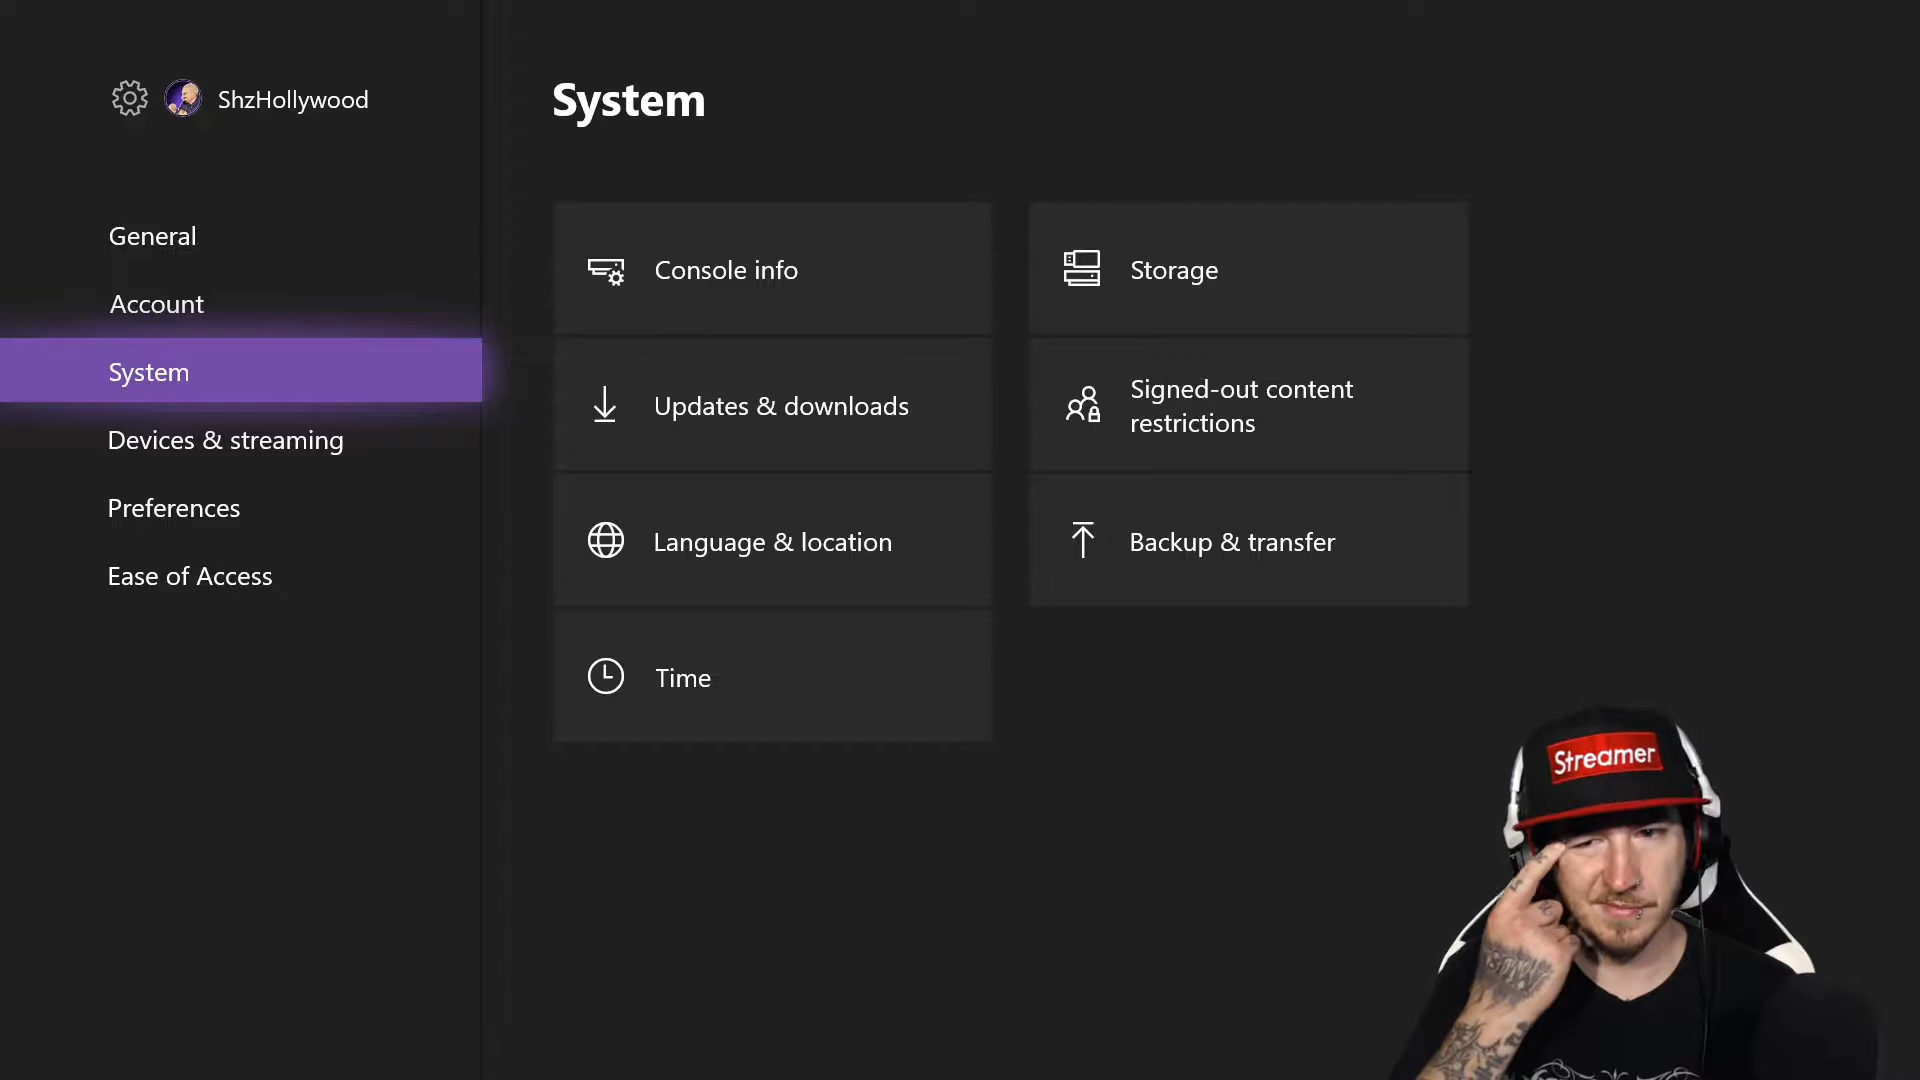 ShzHollywood
General
Account
System
Devices & streaming
Preferences
Ease of Access
System
Console info
Updates & downloads
Language & location
Time
Storage
Signed-out content
restrictions
Backup & transfer
Streamer